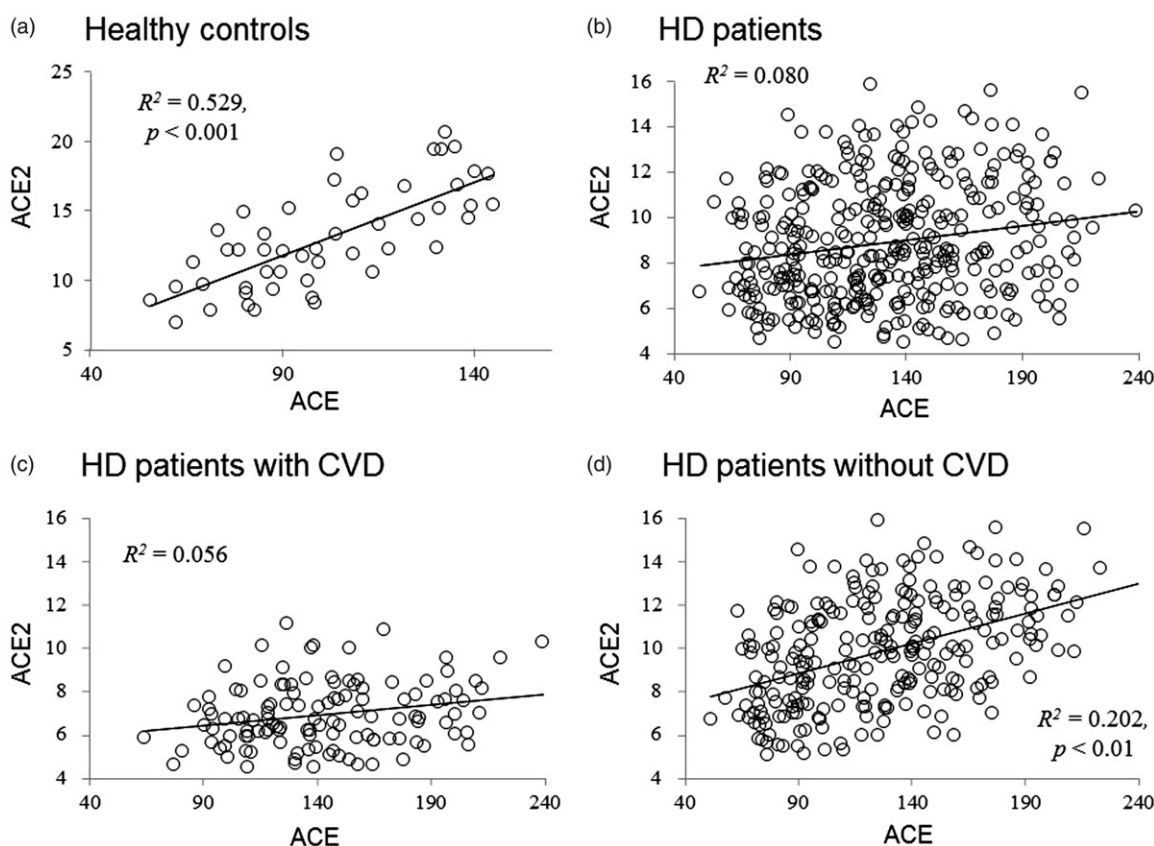 (a) Healthy controls
25
20
15
10
5
R² = 0.529,
p < 0.001
ACE2
40 90 140
ACE
(b) HD patients
16
14
12
10
8
6
4
R² = 0.080
ACE2
40 90 140 190 240
ACE
(c) HD patients with CVD
16
14
12
10
8
6
4
R² = 0.056
ACE2
40 90 140 190 240
ACE
(d) HD patients without CVD
16
14
12
10
8
6
4
ACE2
R² = 0.202,
p < 0.01
40 90 140 190 240
ACE